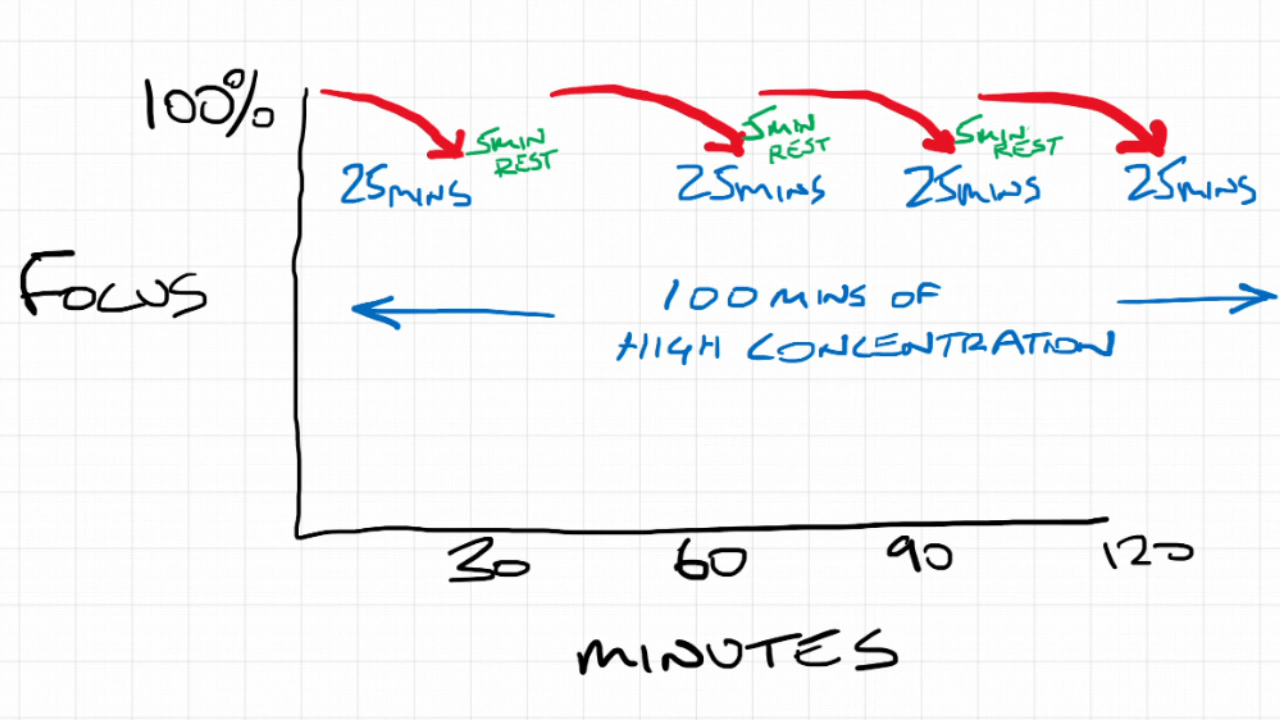 100%
5MIN
REST
5MIN
REST
5MIN
REST
25MINS
25MINS
25MINS
25MINS
FOCUS
100 MINS OF
HIGH CONCENTRATION
30
60
90
120
MINUTES